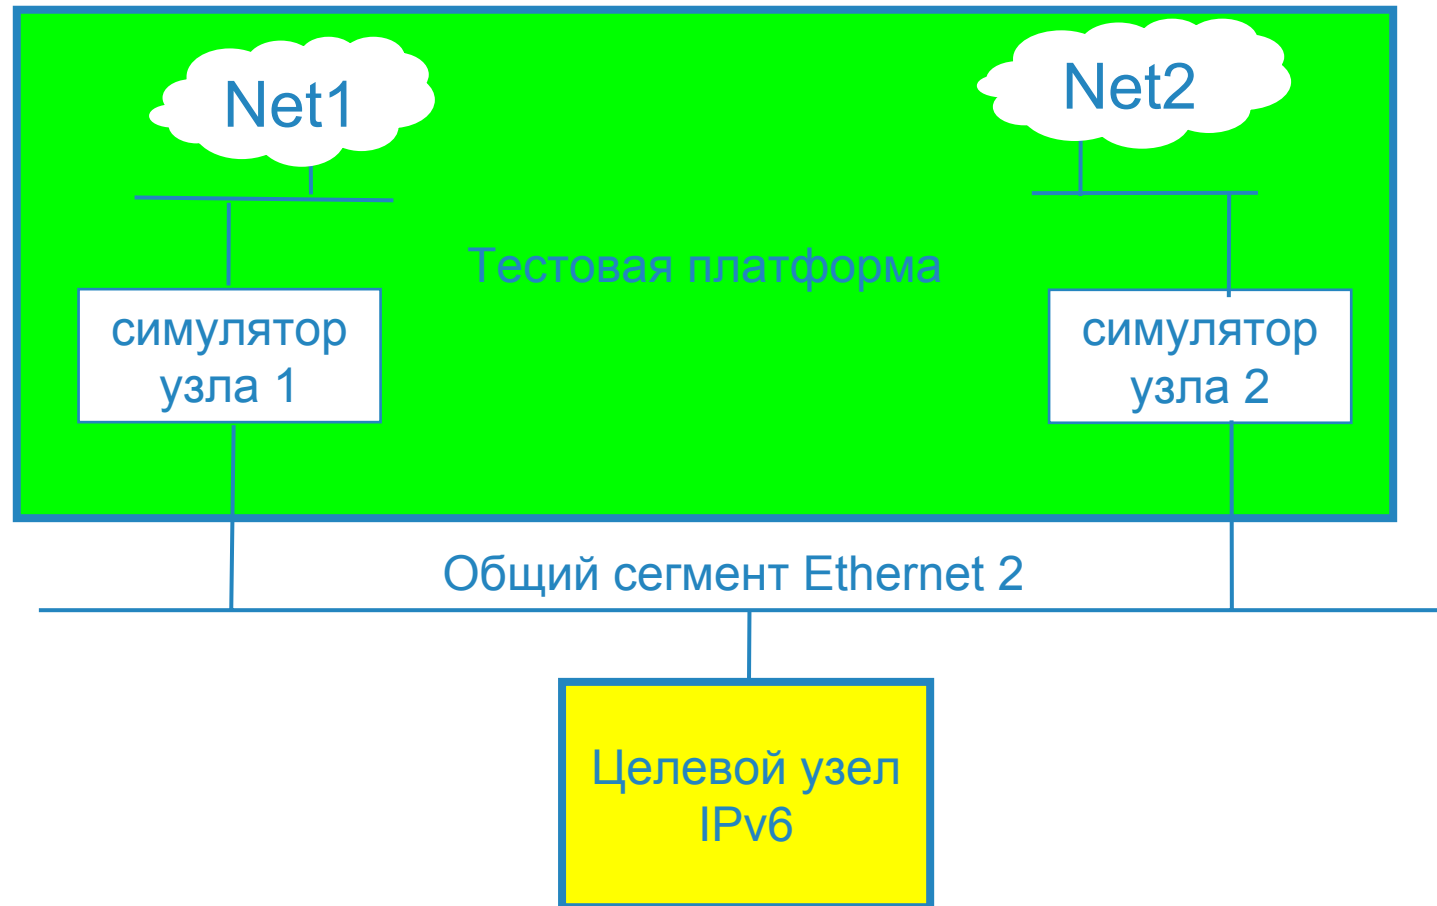 Net1
Net2
Тестовая платформа
симулятор
узла 1
симулятор
узла 2
Общий сегмент Ethernet 2
Целевой узел
IPv6